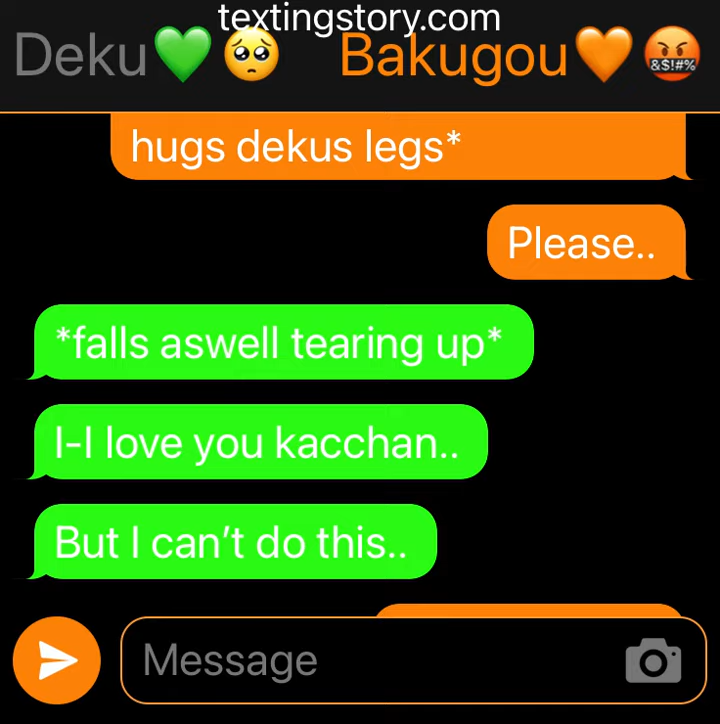 textingstory.com
Deku💚🥺 Bakugou🧡🤬
hugs dekus legs*
Please..
*falls aswell tearing up*
I-I love you kacchan..
But I can't do this..
Message